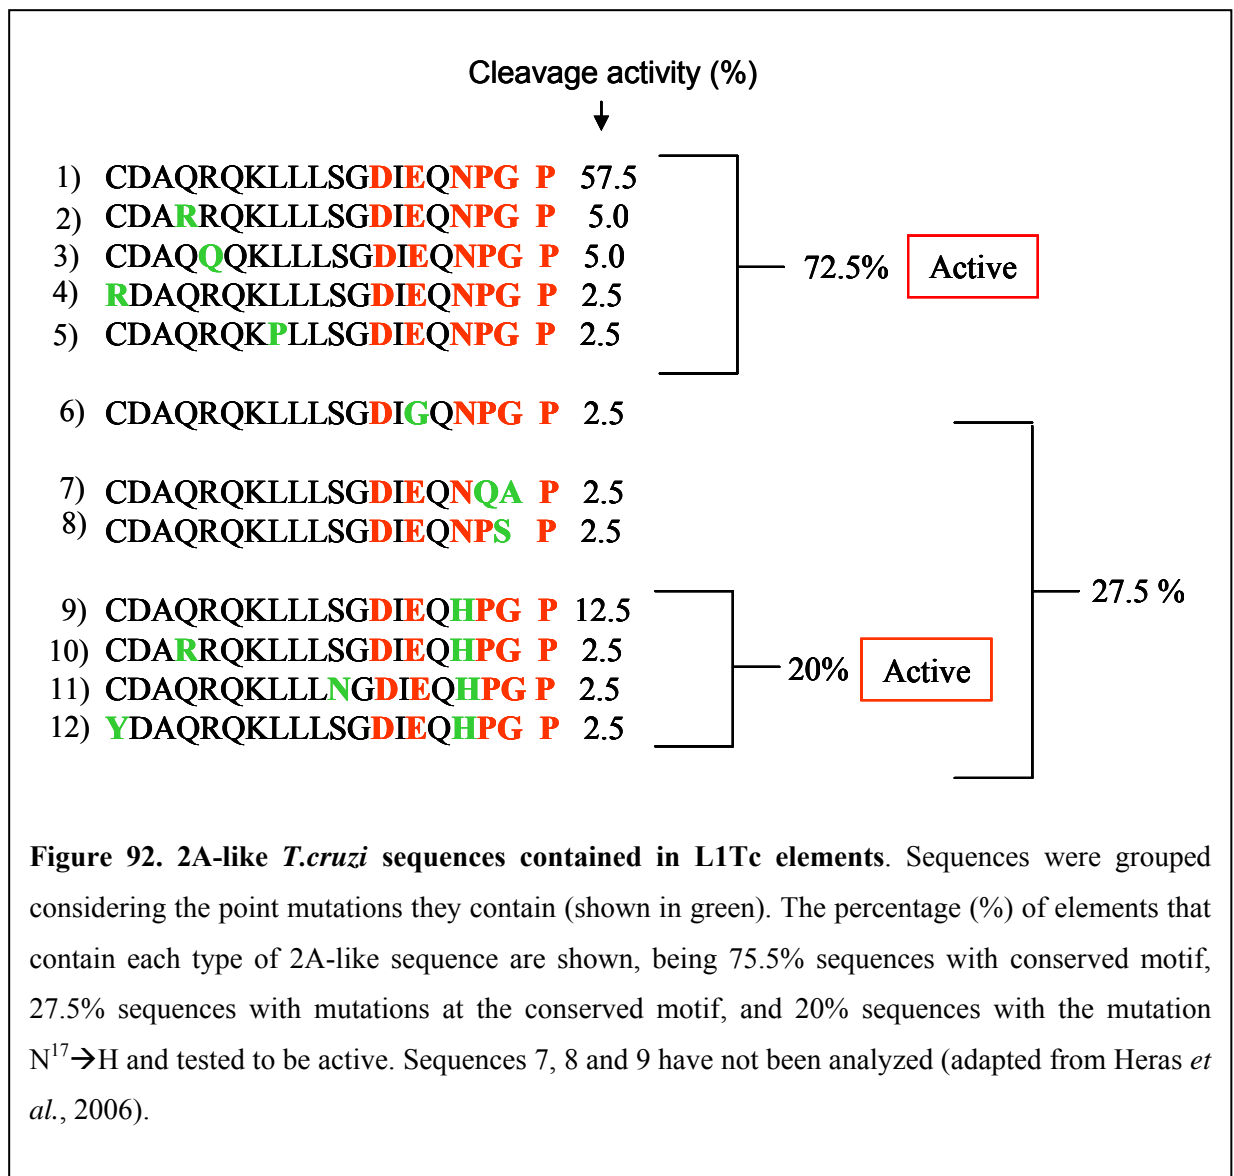 Cleavage activity (%)
1) CDAQRQKLLLSGDIEQNPG P 57.5
2) CDARRQKLLLSGDIEQNPG P 5.0
3) CDAQQQKLLLSGDIEQNPG P 5.0
4) RDAQRQKLLLSGDIEQNPG P 2.5
5) CDAQRQKPLLSGDIEQNPG P 2.5
72.5% Active
6) CDAQRQKLLLSGDIGQNPG P 2.5
7) CDAQRQKLLLSGDIEQNQA P 2.5
8) CDAQRQKLLLSGDIEQNPS P 2.5
9) CDAQRQKLLLSGDIEQHPG P 12.5
10) CDARRQKLLLSGDIEQHPG P 2.5
11) CDAQRQKLLLNGDIEQHPG P 2.5
12) YDAQRQKLLLSGDIEQHPG P 2.5
20% Active
27.5 %
Figure 92. 2A-like T.cruzi sequences contained in L1Tc elements. Sequences were grouped
considering the point mutations they contain (shown in green). The percentage (%) of elements that
contain each type of 2A-like sequence are shown, being 75.5% sequences with conserved motif,
27.5% sequences with mutations at the conserved motif, and 20% sequences with the mutation
N17→H and tested to be active. Sequences 7, 8 and 9 have not been analyzed (adapted from Heras et
al., 2006).